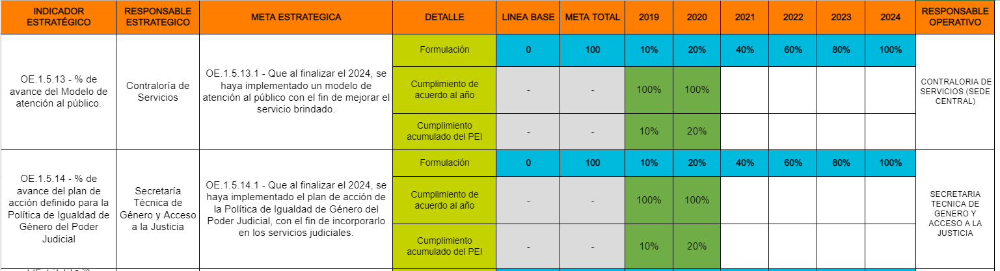 INDICADOR ESTRATÉGICO
RESPONSABLE ESTRATEGICO
META ESTRATEGICA
DETALLE
LINEA BASE
META TOTAL
2019
2020
2021
2022
2023
2024
RESPONSABLE OPERATIVO
OE.1.5.13 - % de
avance del Modelo de
atención al público.
Contraloría de
Servicios
OE.1.5.13.1 - Que al finalizar el 2024, se
haya implementado un modelo de
atención al público con el fin de mejorar el
servicio brindado.
Formulación
0
100
10%
20%
40%
60%
80%
100%
Cumplimiento de
acuerdo al año
-
-
100%
100%
Cumplimiento
acumulado del PEI
-
-
10%
20%
CONTRALORIA DE
SERVICIOS (SEDE
CENTRAL)
OE.1.5.14 - % de
avance del plan de
acción definido para la
Política de Igualdad de
Género del Poder
Judicial
Secretaría
Técnica de
Género y Acceso
a la Justicia
OE.1.5.14.1 - Que al finalizar el 2024, se
haya implementado el plan de acción de
la Política de Igualdad de Género del
Poder Judicial, con el fin de incorporarlo
en los servicios judiciales.
Formulación
0
100
10%
20%
40%
60%
80%
100%
Cumplimiento de
acuerdo al año
-
-
100%
100%
Cumplimiento
acumulado del PEI
-
-
10%
20%
SECRETARIA
TECNICA DE
GENERO Y
ACCESO A LA
JUSTICIA